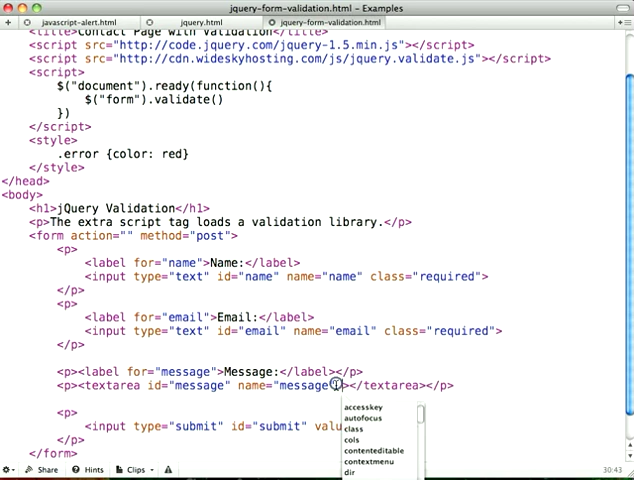 jquery-form-validation.html - Examples
javascript-alert.html jquery.html jquery-form-validation.html
<title>Contact Page with Validation</title>
<script src="http://code.jquery.com/jquery-1.5.min.js"></script>
<script src="http://cdn.wideskyhosting.com/js/jquery.validate.js"></script>
<script>
$("document").ready(function(){
$("form").validate()
})
</script>
<style>
.error {color: red}
</style>
</head>
<body>
<h1>jQuery Validation</h1>
<p>The extra script tag loads a validation library.</p>
<form action="" method="post">
<p>
<label for="name">Name:</label>
<input type="text" id="name" name="name" class="required">
</p>
<p>
<label for="email">Email:</label>
<input type="text" id="email" name="email" class="required">
</p>
<p><label for="message">Message:</label></p>
<p><textarea id="message" name="message" ></textarea></p>
accesskey
autofocus
<p>
class
<input type="submit" id="submit" valu
cols
</p>
contenteditable
</form>
contextmenu
dir
Share Hints Clips 30:43